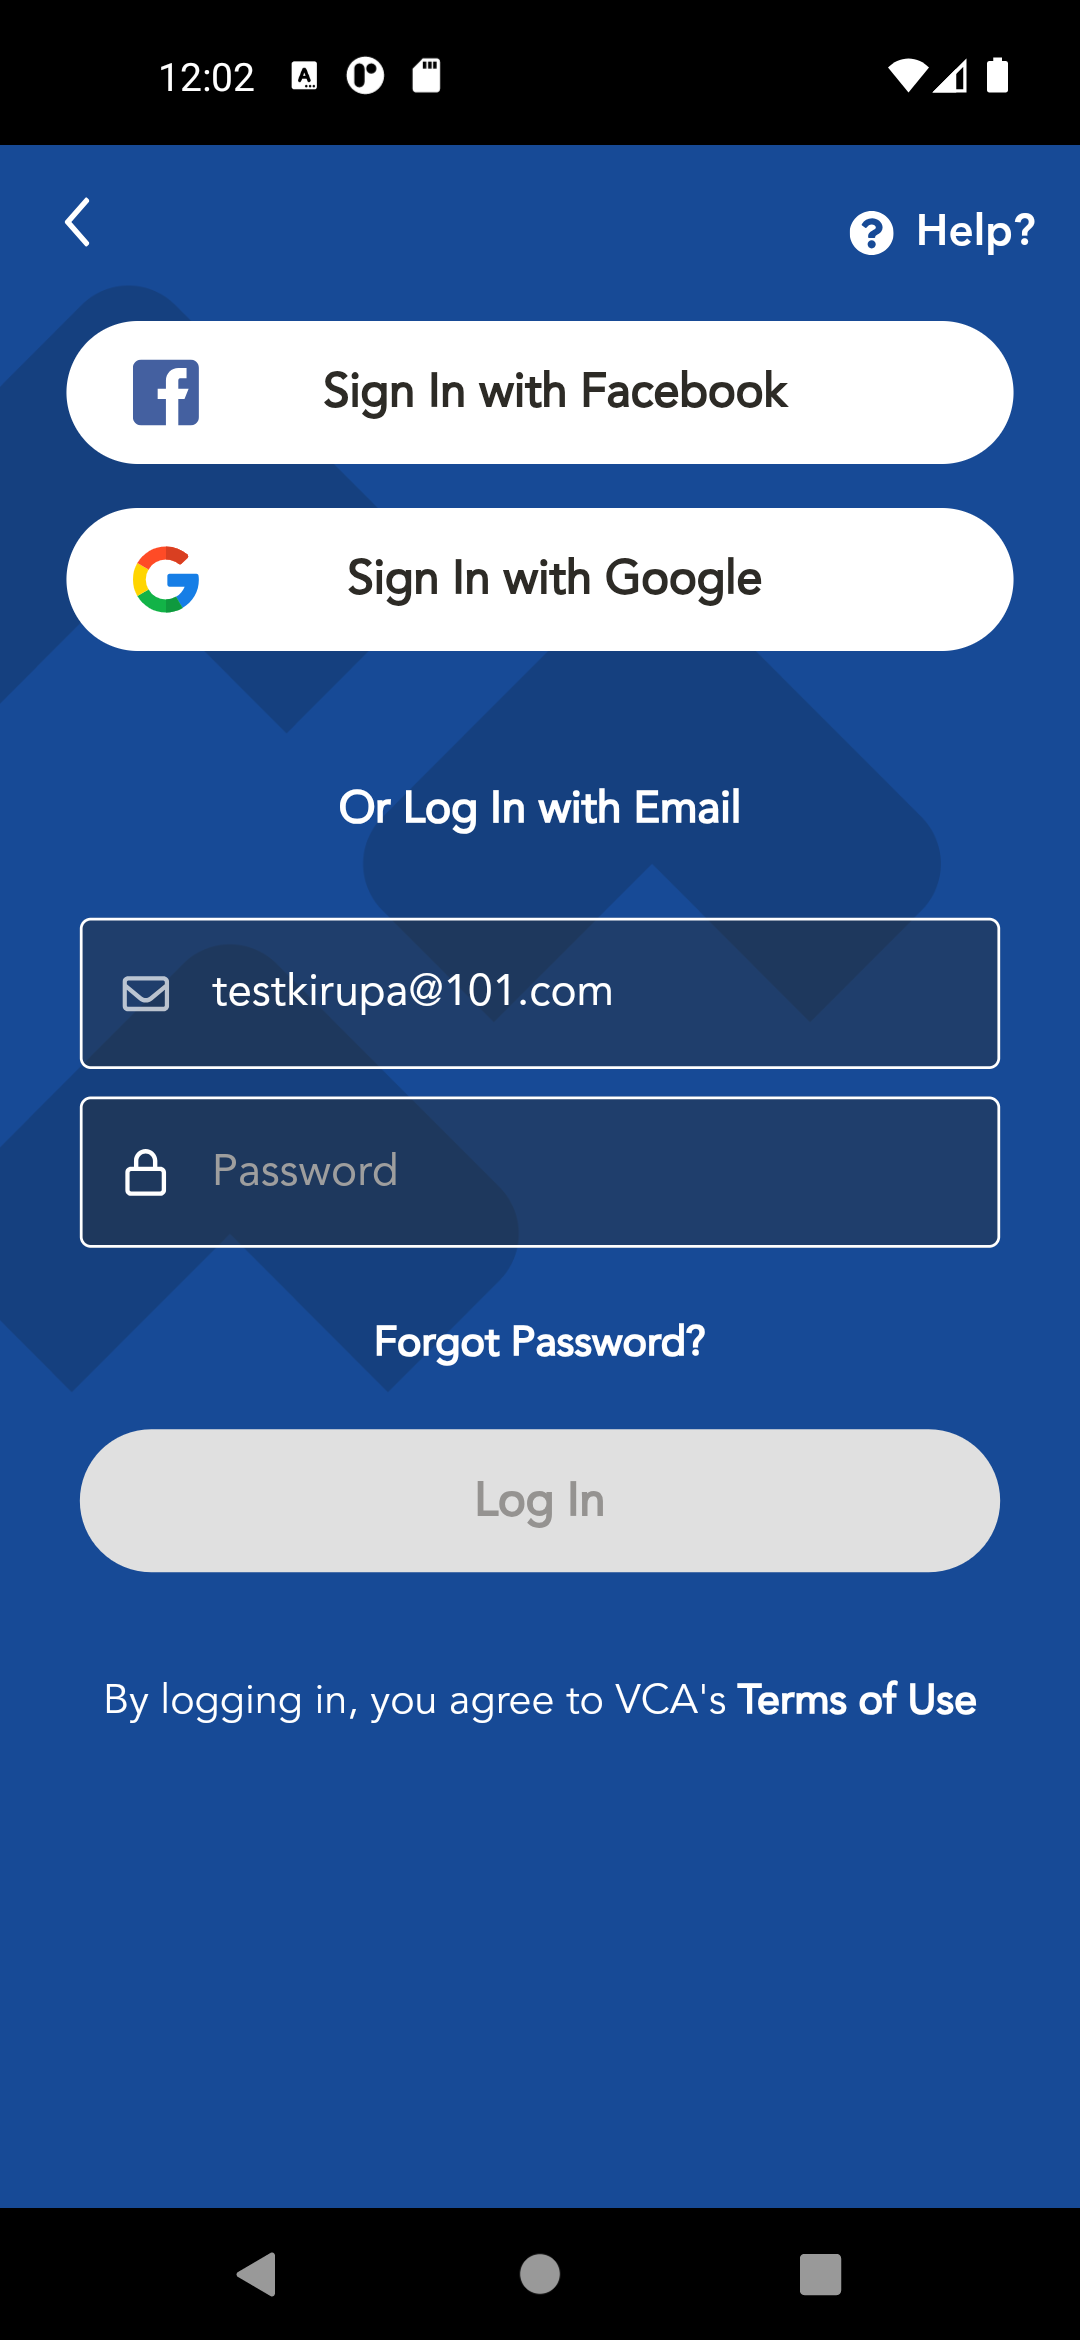 12:02
Help?
Sign In with Facebook
Sign In with Google
Or Log In with Email
testkirupa@101.com
Password
Forgot Password?
Log In
By logging in, you agree to VCA's Terms of Use